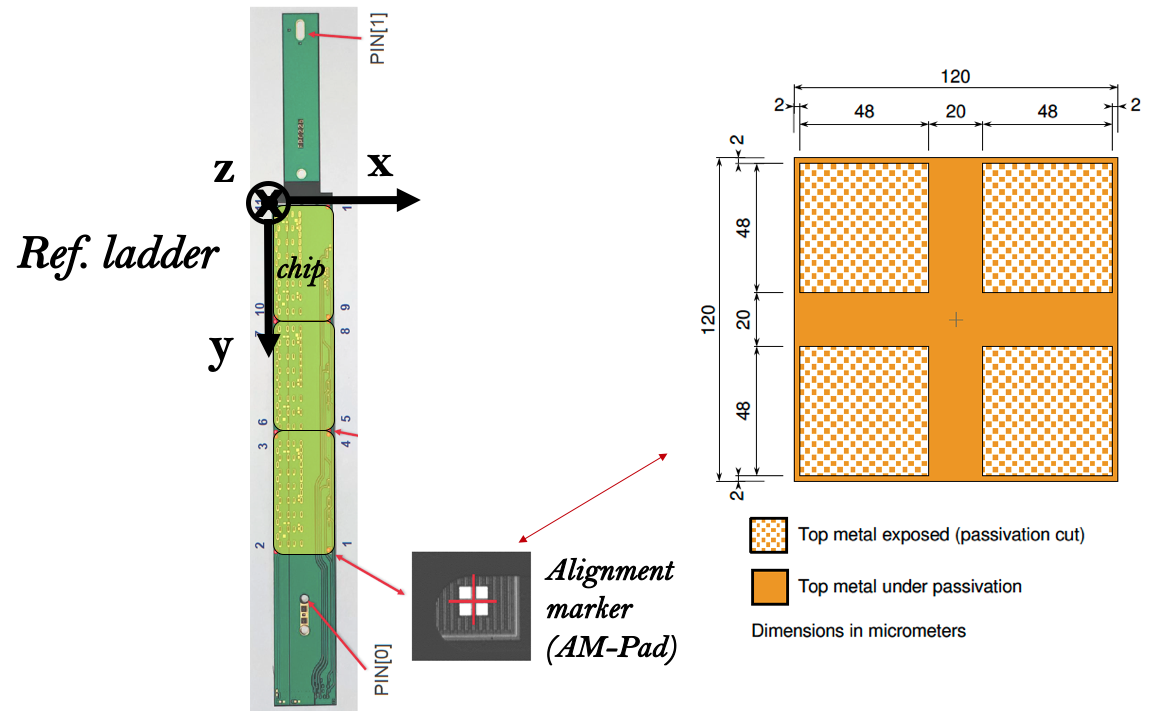 PIN[1]
z
x
1
Ref. ladder
chip
10
9
y
7
8
6
5
3
4
2
1
PIN[0]
Alignment
marker
(AM-Pad)
120
2
48
20
48
2
2
48
120
20
48
2
Top metal exposed (passivation cut)
Top metal under passivation
Dimensions in micrometers